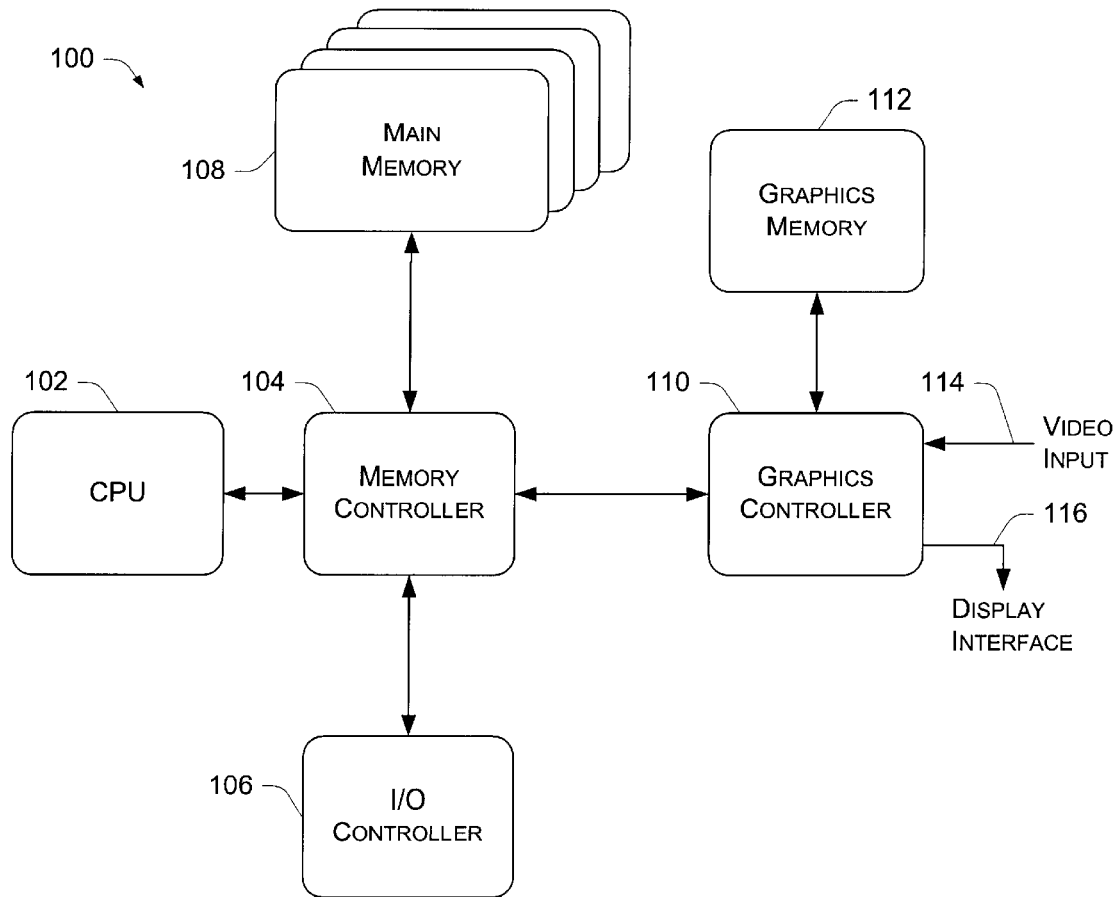 100
MAIN
MEMORY
108
112
GRAPHICS
MEMORY
102
CPU
104
MEMORY
CONTROLLER
110
GRAPHICS
CONTROLLER
114
VIDEO
INPUT
116
DISPLAY
INTERFACE
106
I/O
CONTROLLER